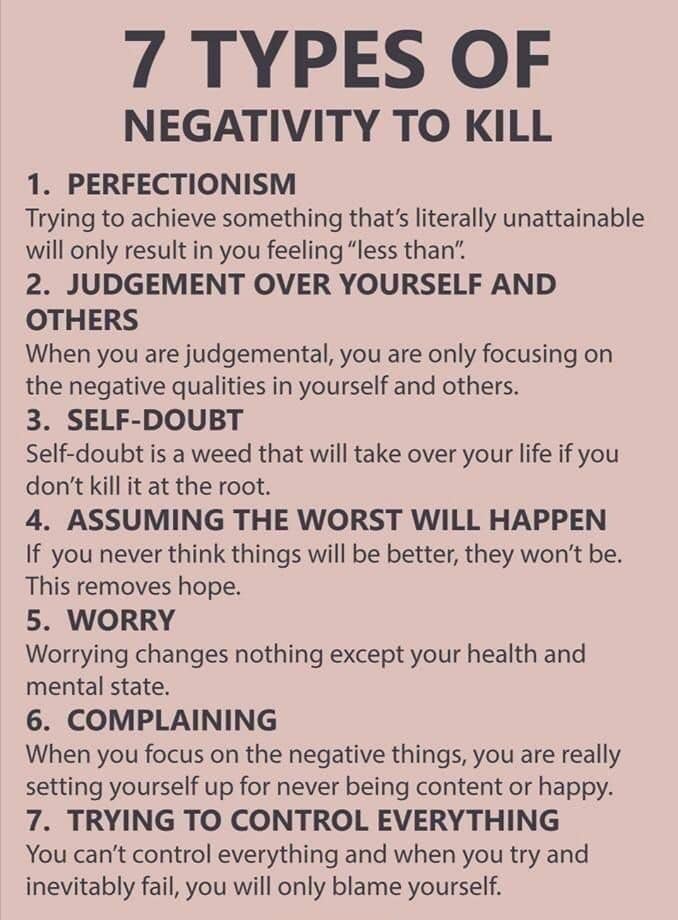 7 TYPES OF
NEGATIVITY TO KILL
1. PERFECTIONISM
Trying to achieve something that’s literally unattainable
will only result in you feeling “less than”.
2. JUDGEMENT OVER YOURSELF AND
OTHERS
When you are judgemental, you are only focusing on
the negative qualities in yourself and others.
3. SELF-DOUBT
Self-doubt is a weed that will take over your life if you
don’t kill it at the root.
4. ASSUMING THE WORST WILL HAPPEN
If you never think things will be better, they won’t be.
This removes hope.
5. WORRY
Worrying changes nothing except your health and
mental state.
6. COMPLAINING
When you focus on the negative things, you are really
setting yourself up for never being content or happy.
7. TRYING TO CONTROL EVERYTHING
You can’t control everything and when you try and
inevitably fail, you will only blame yourself.